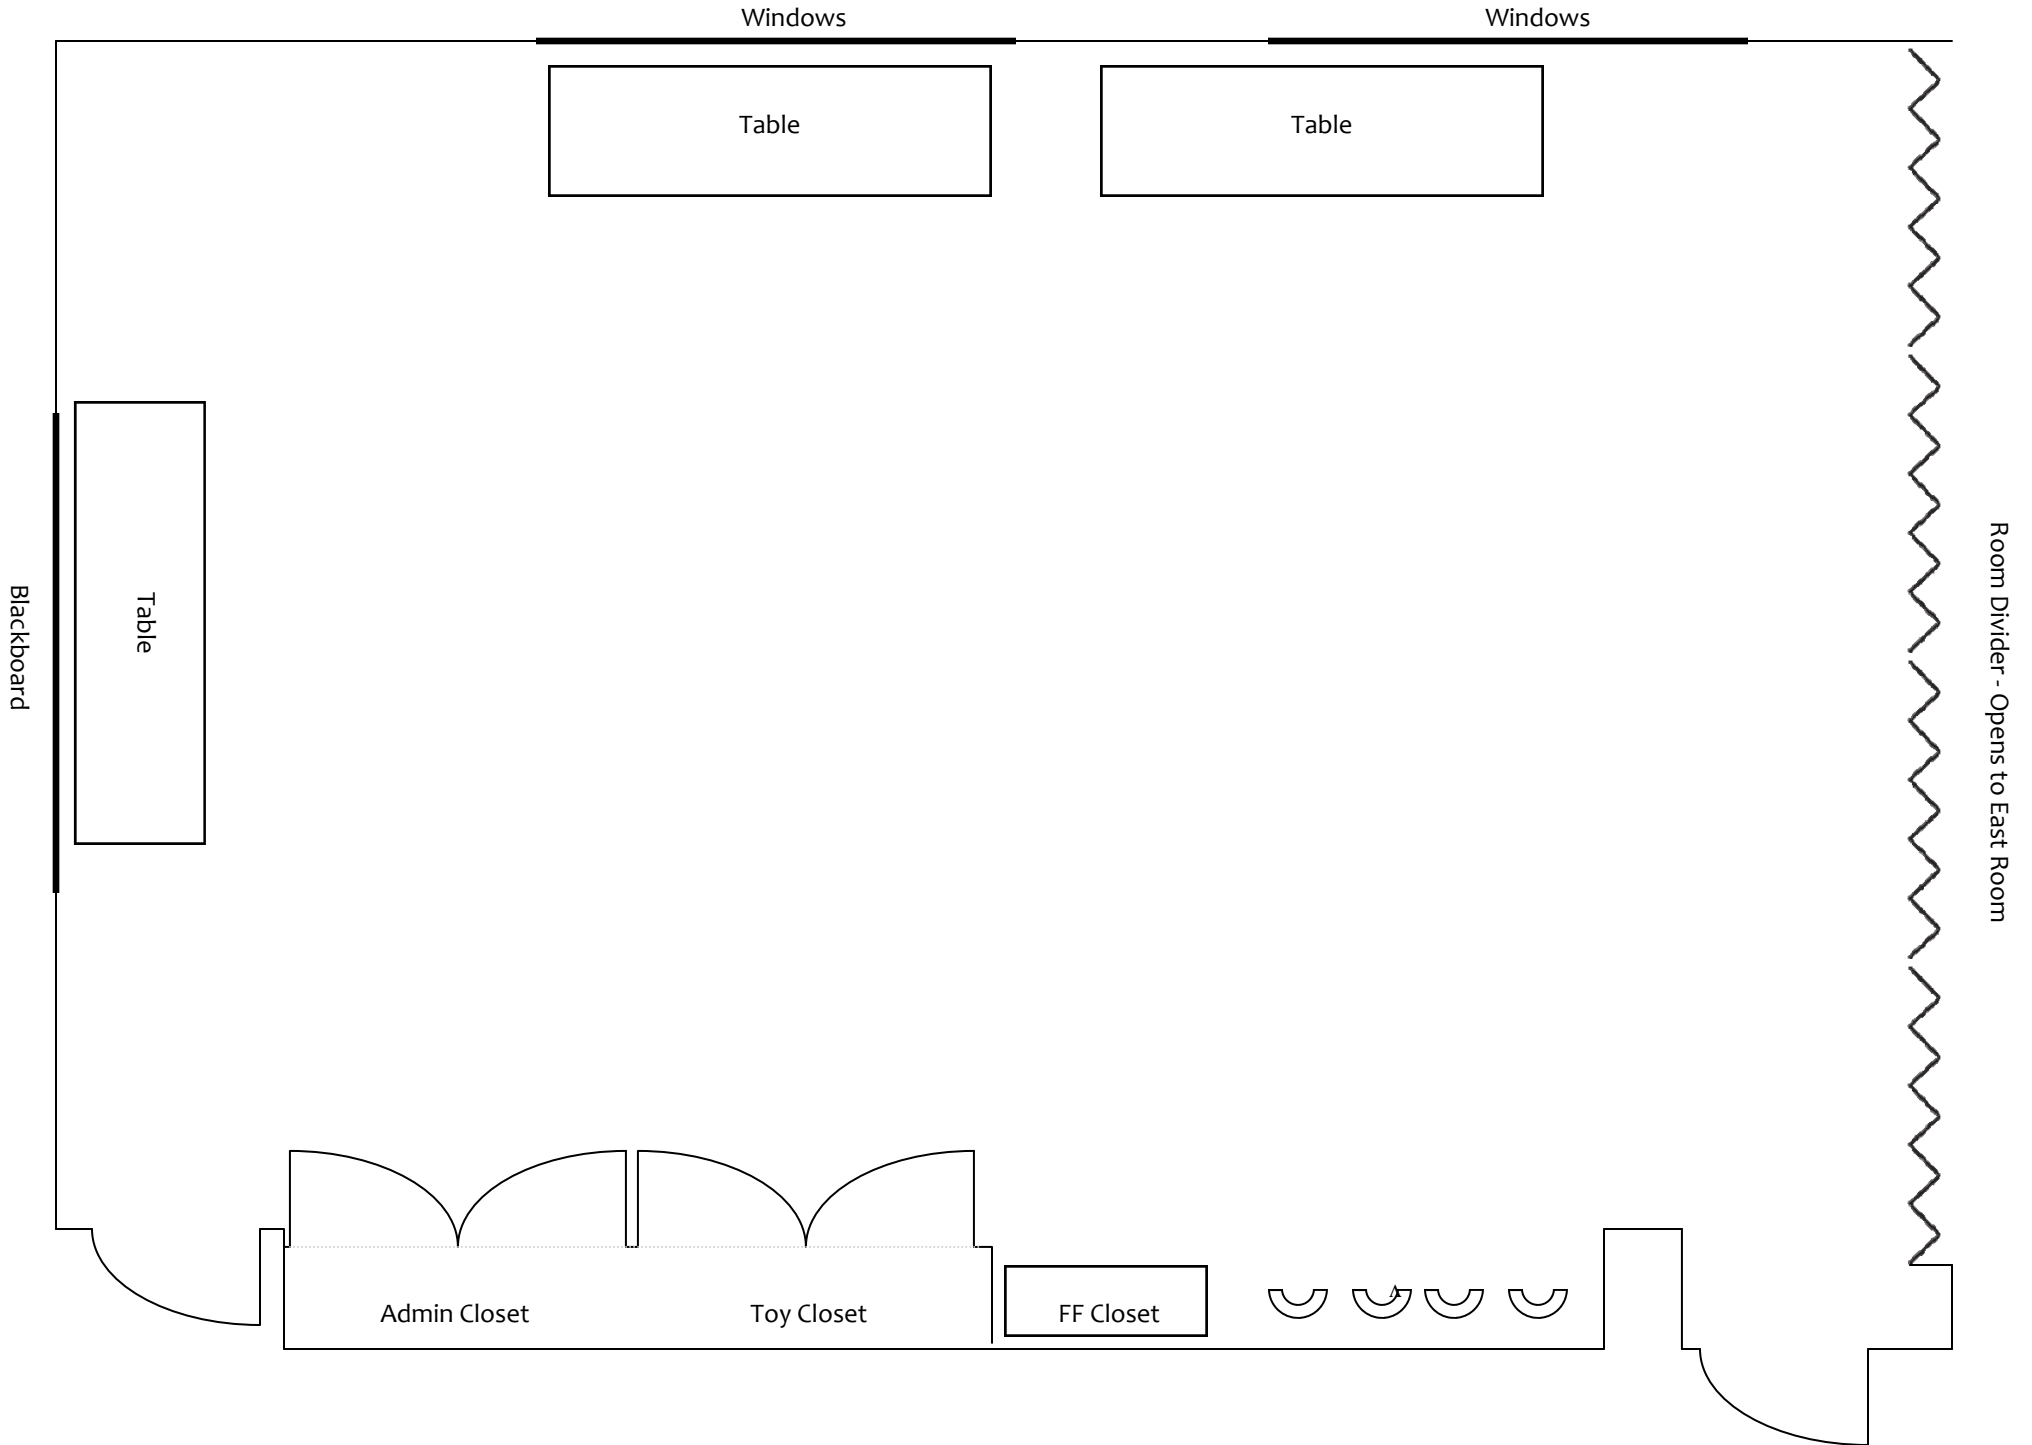 Windows
Windows
Table
Table
Blackboard
Table
Room Divider - Opens to East Room
Admin Closet
Toy Closet
FF Closet
Λ